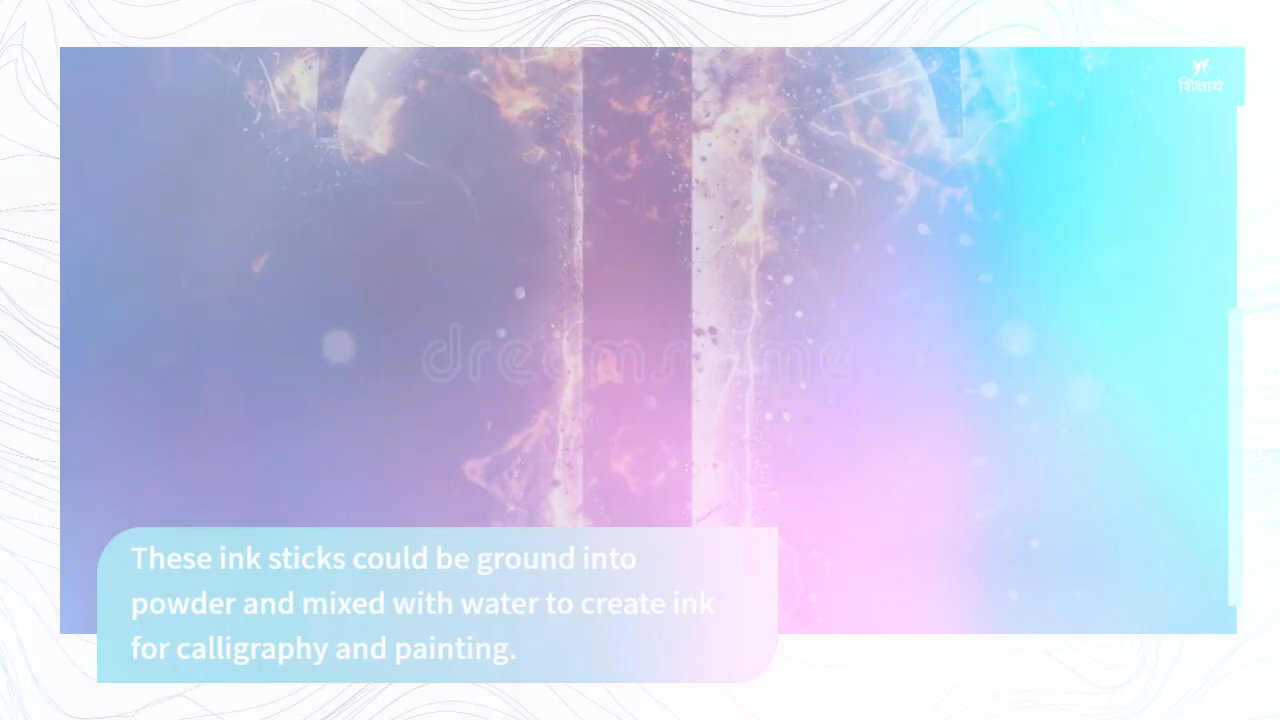 शिक्षार्थ
dreamstime
These ink sticks could be ground into
powder and mixed with water to create ink
for calligraphy and painting.